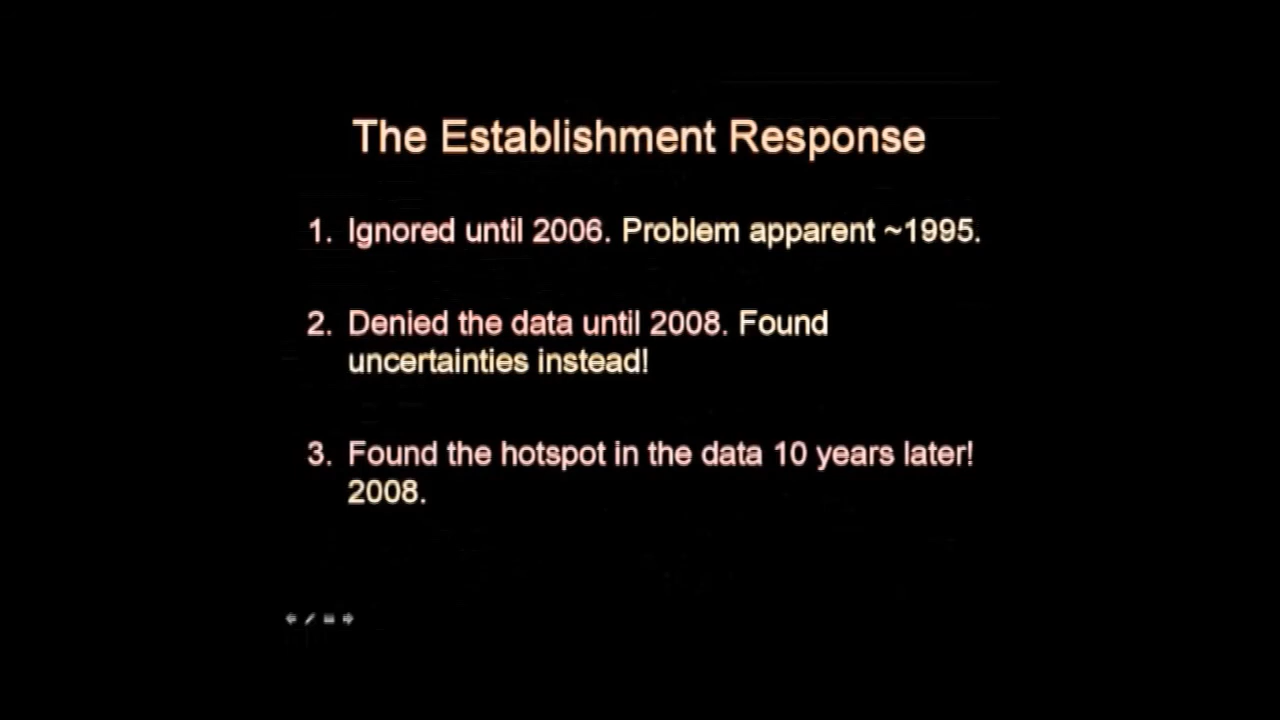 The Establishment Response
1. Ignored until 2006. Problem apparent ~1995.
2. Denied the data until 2008. Found
uncertainties instead!
3. Found the hotspot in the data 10 years later!
2008.